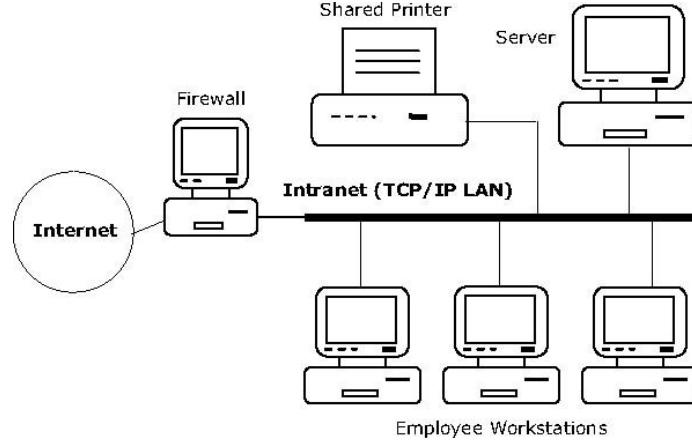 Shared Printer
Server
Firewall
Intranet (TCP/IP LAN)
Internet
Employee Workstations